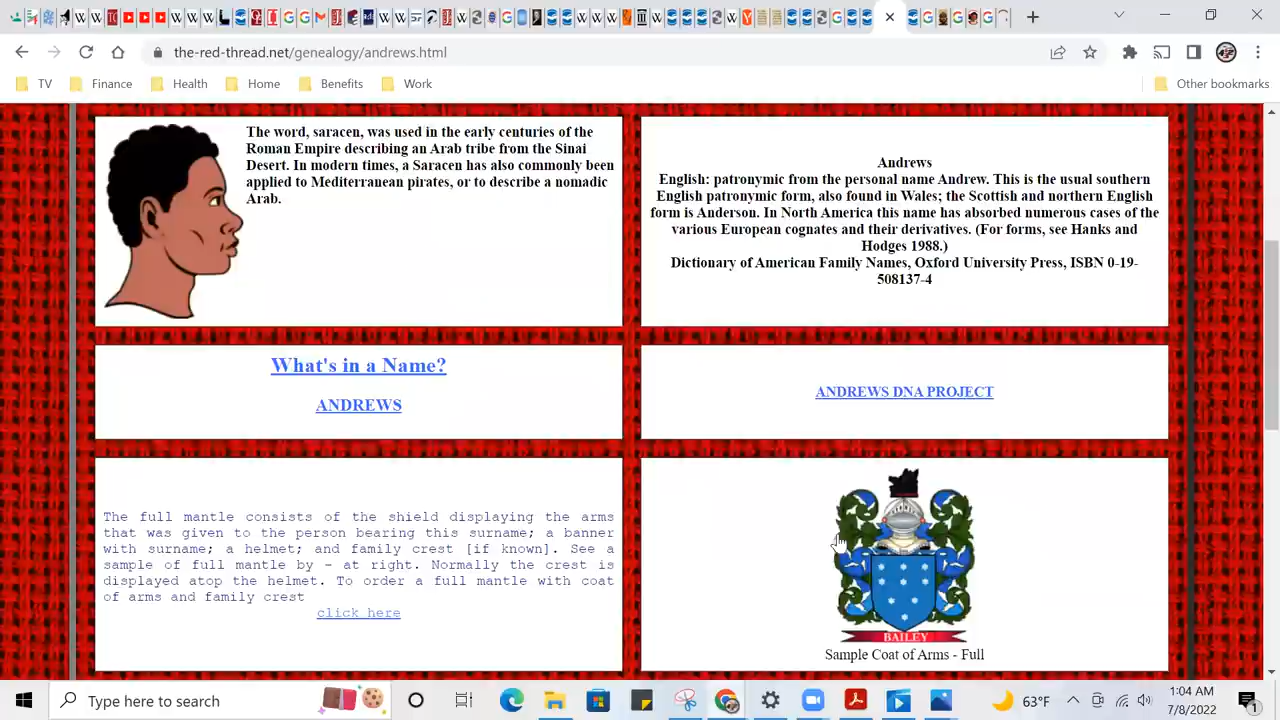 the-red-thread.net/genealogy/andrews.html
TV
Finance
Health
Home
Benefits
Work
Other bookmarks
The word, saracen, was used in the early centuries of the
Roman Empire describing an Arab tribe from the Sinai
Desert. In modern times, a Saracen has also commonly been
applied to Mediterranean pirates, or to describe a nomadic
Arab.
Andrews
English: patronymic from the personal name Andrew. This is the usual southern
English patronymic form, also found in Wales; the Scottish and northern English
form is Anderson. In North America this name has absorbed numerous cases of the
various European cognates and their derivatives. (For forms, see Hanks and
Hodges 1988.)
Dictionary of American Family Names, Oxford University Press, ISBN 0-19-
508137-4
What's in a Name?
ANDREWS
ANDREWS DNA PROJECT
The full mantle consists of the shield displaying the arms
that was given to the person bearing this surname; a banner
with surname; a helmet; and family crest [if known]. See a
sample of full mantle by - at right. Normally the crest is
displayed atop the helmet. To order a full mantle with coat
of arms and family crest
click here
BAILEY
Sample Coat of Arms - Full
Type here to search
63°F
1:04 AM
7/8/2022